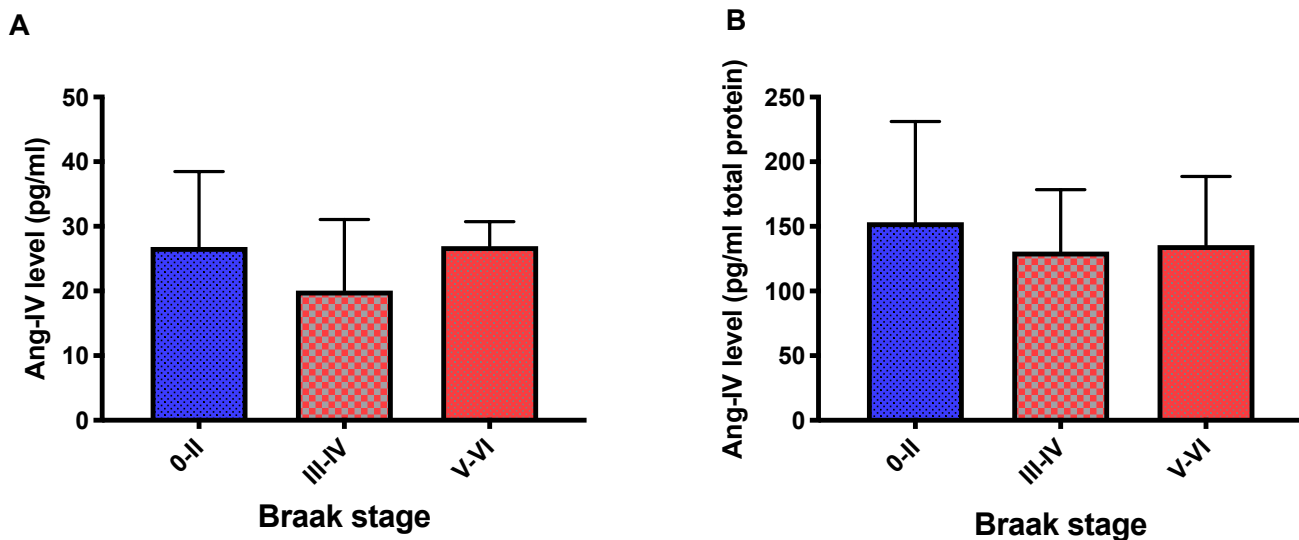 A
Ang-IV level (pg/ml)
50
40
30
20
10
0
0-II
III-IV
V-VI
Braak stage
B
Ang-IV level (pg/ml total protein)
250
200
150
100
50
0
0-II
III-IV
V-VI
Braak stage